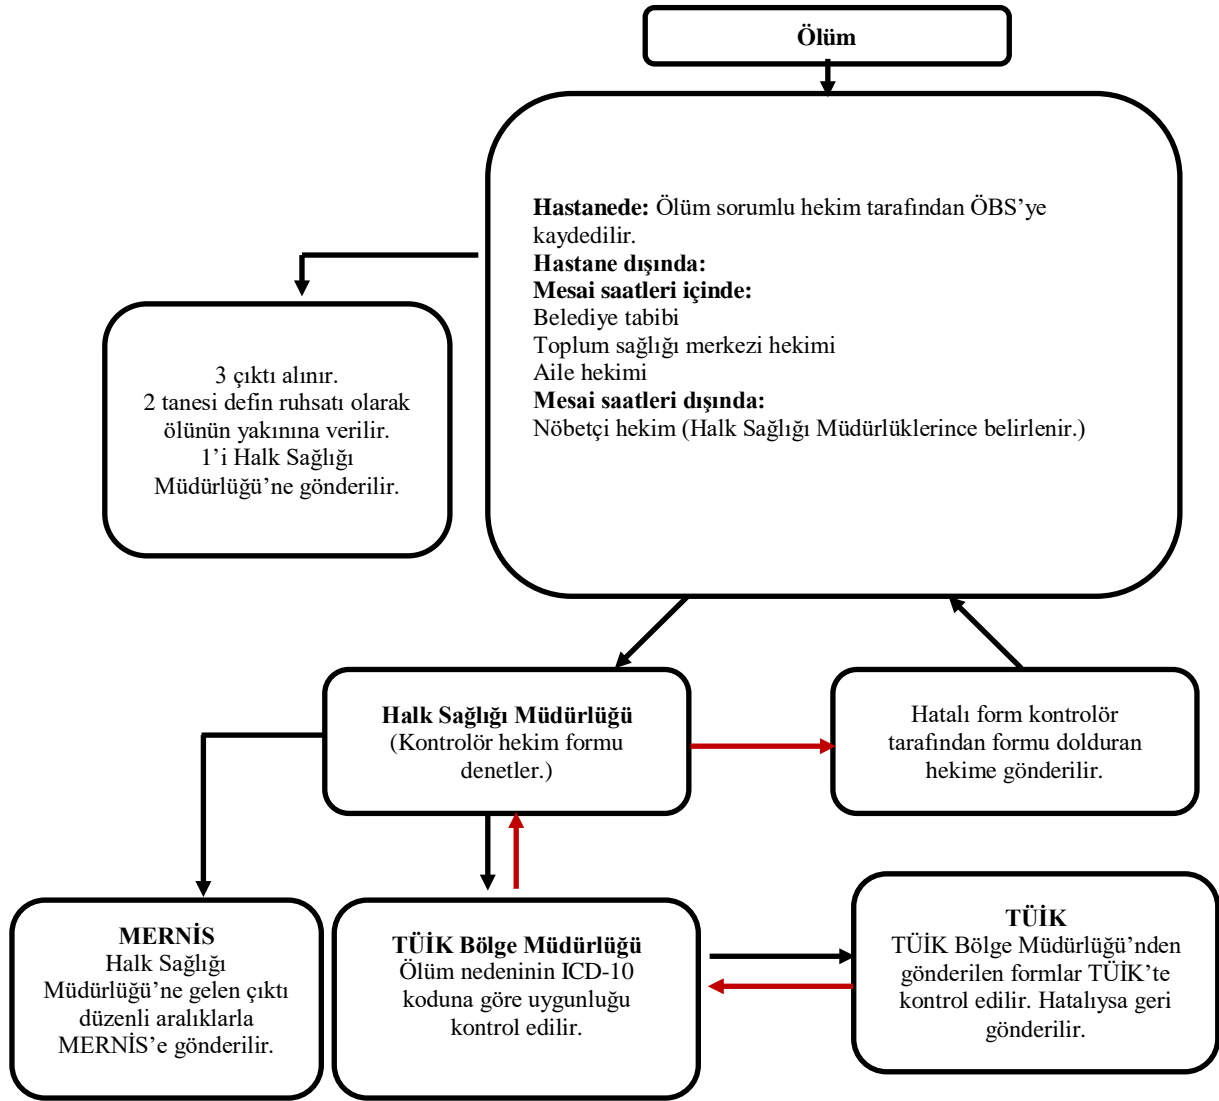 Ölüm
Hastanede: Ölüm sorumlu hekim tarafından ÖBS’ye
kaydedilir.
Hastane dışında:
Mesai saatleri içinde:
Belediye tabibi
Toplum sağlığı merkezi hekimi
Aile hekimi
Mesai saatleri dışında:
Nöbetçi hekim (Halk Sağlığı Müdürlüklerince belirlenir.)
3 çıktı alınır.
2 tanesi defin ruhsatı olarak
ölünün yakınına verilir.
1’i Halk Sağlığı
Müdürlüğü’ne gönderilir.
Halk Sağlığı Müdürlüğü
(Kontrolör hekim formu
denetler.)
Hatalı form kontrolör
tarafından formu dolduran
hekime gönderilir.
MERNİS
Halk Sağlığı
Müdürlüğü’ne gelen çıktı
düzenli aralıklarla
MERNİS’e gönderilir.
TÜİK Bölge Müdürlüğü
Ölüm nedeninin ICD-10
koduna göre uygunluğu
kontrol edilir.
TÜİK
TÜİK Bölge Müdürlüğü’nden
gönderilen formlar TÜİK’te
kontrol edilir. Hatalıysa geri
gönderilir.